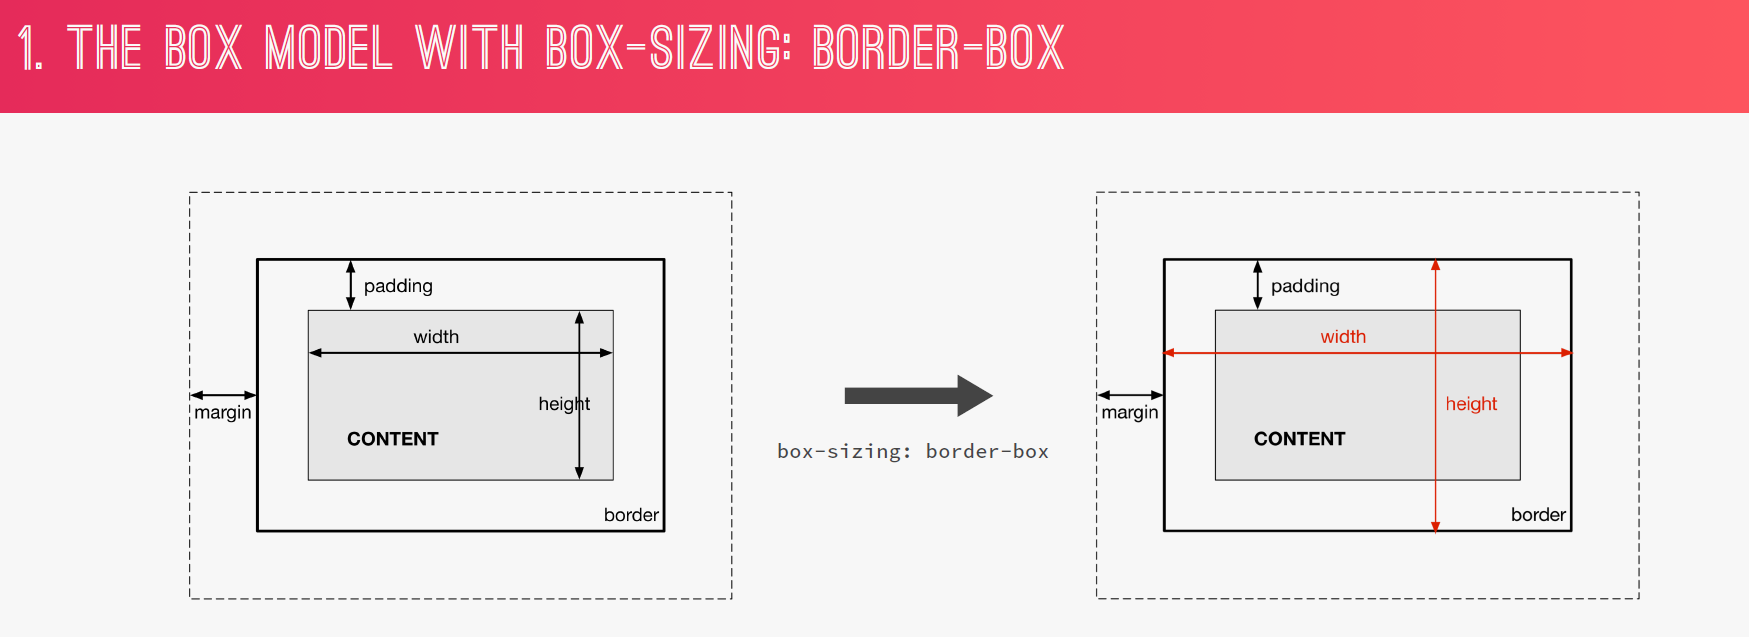 1. THE BOX MODEL WITH BOX-SIZING: BORDER-BOX
padding
width
height
margin
CONTENT
border
box-sizing: border-box
padding
width
height
margin
CONTENT
border